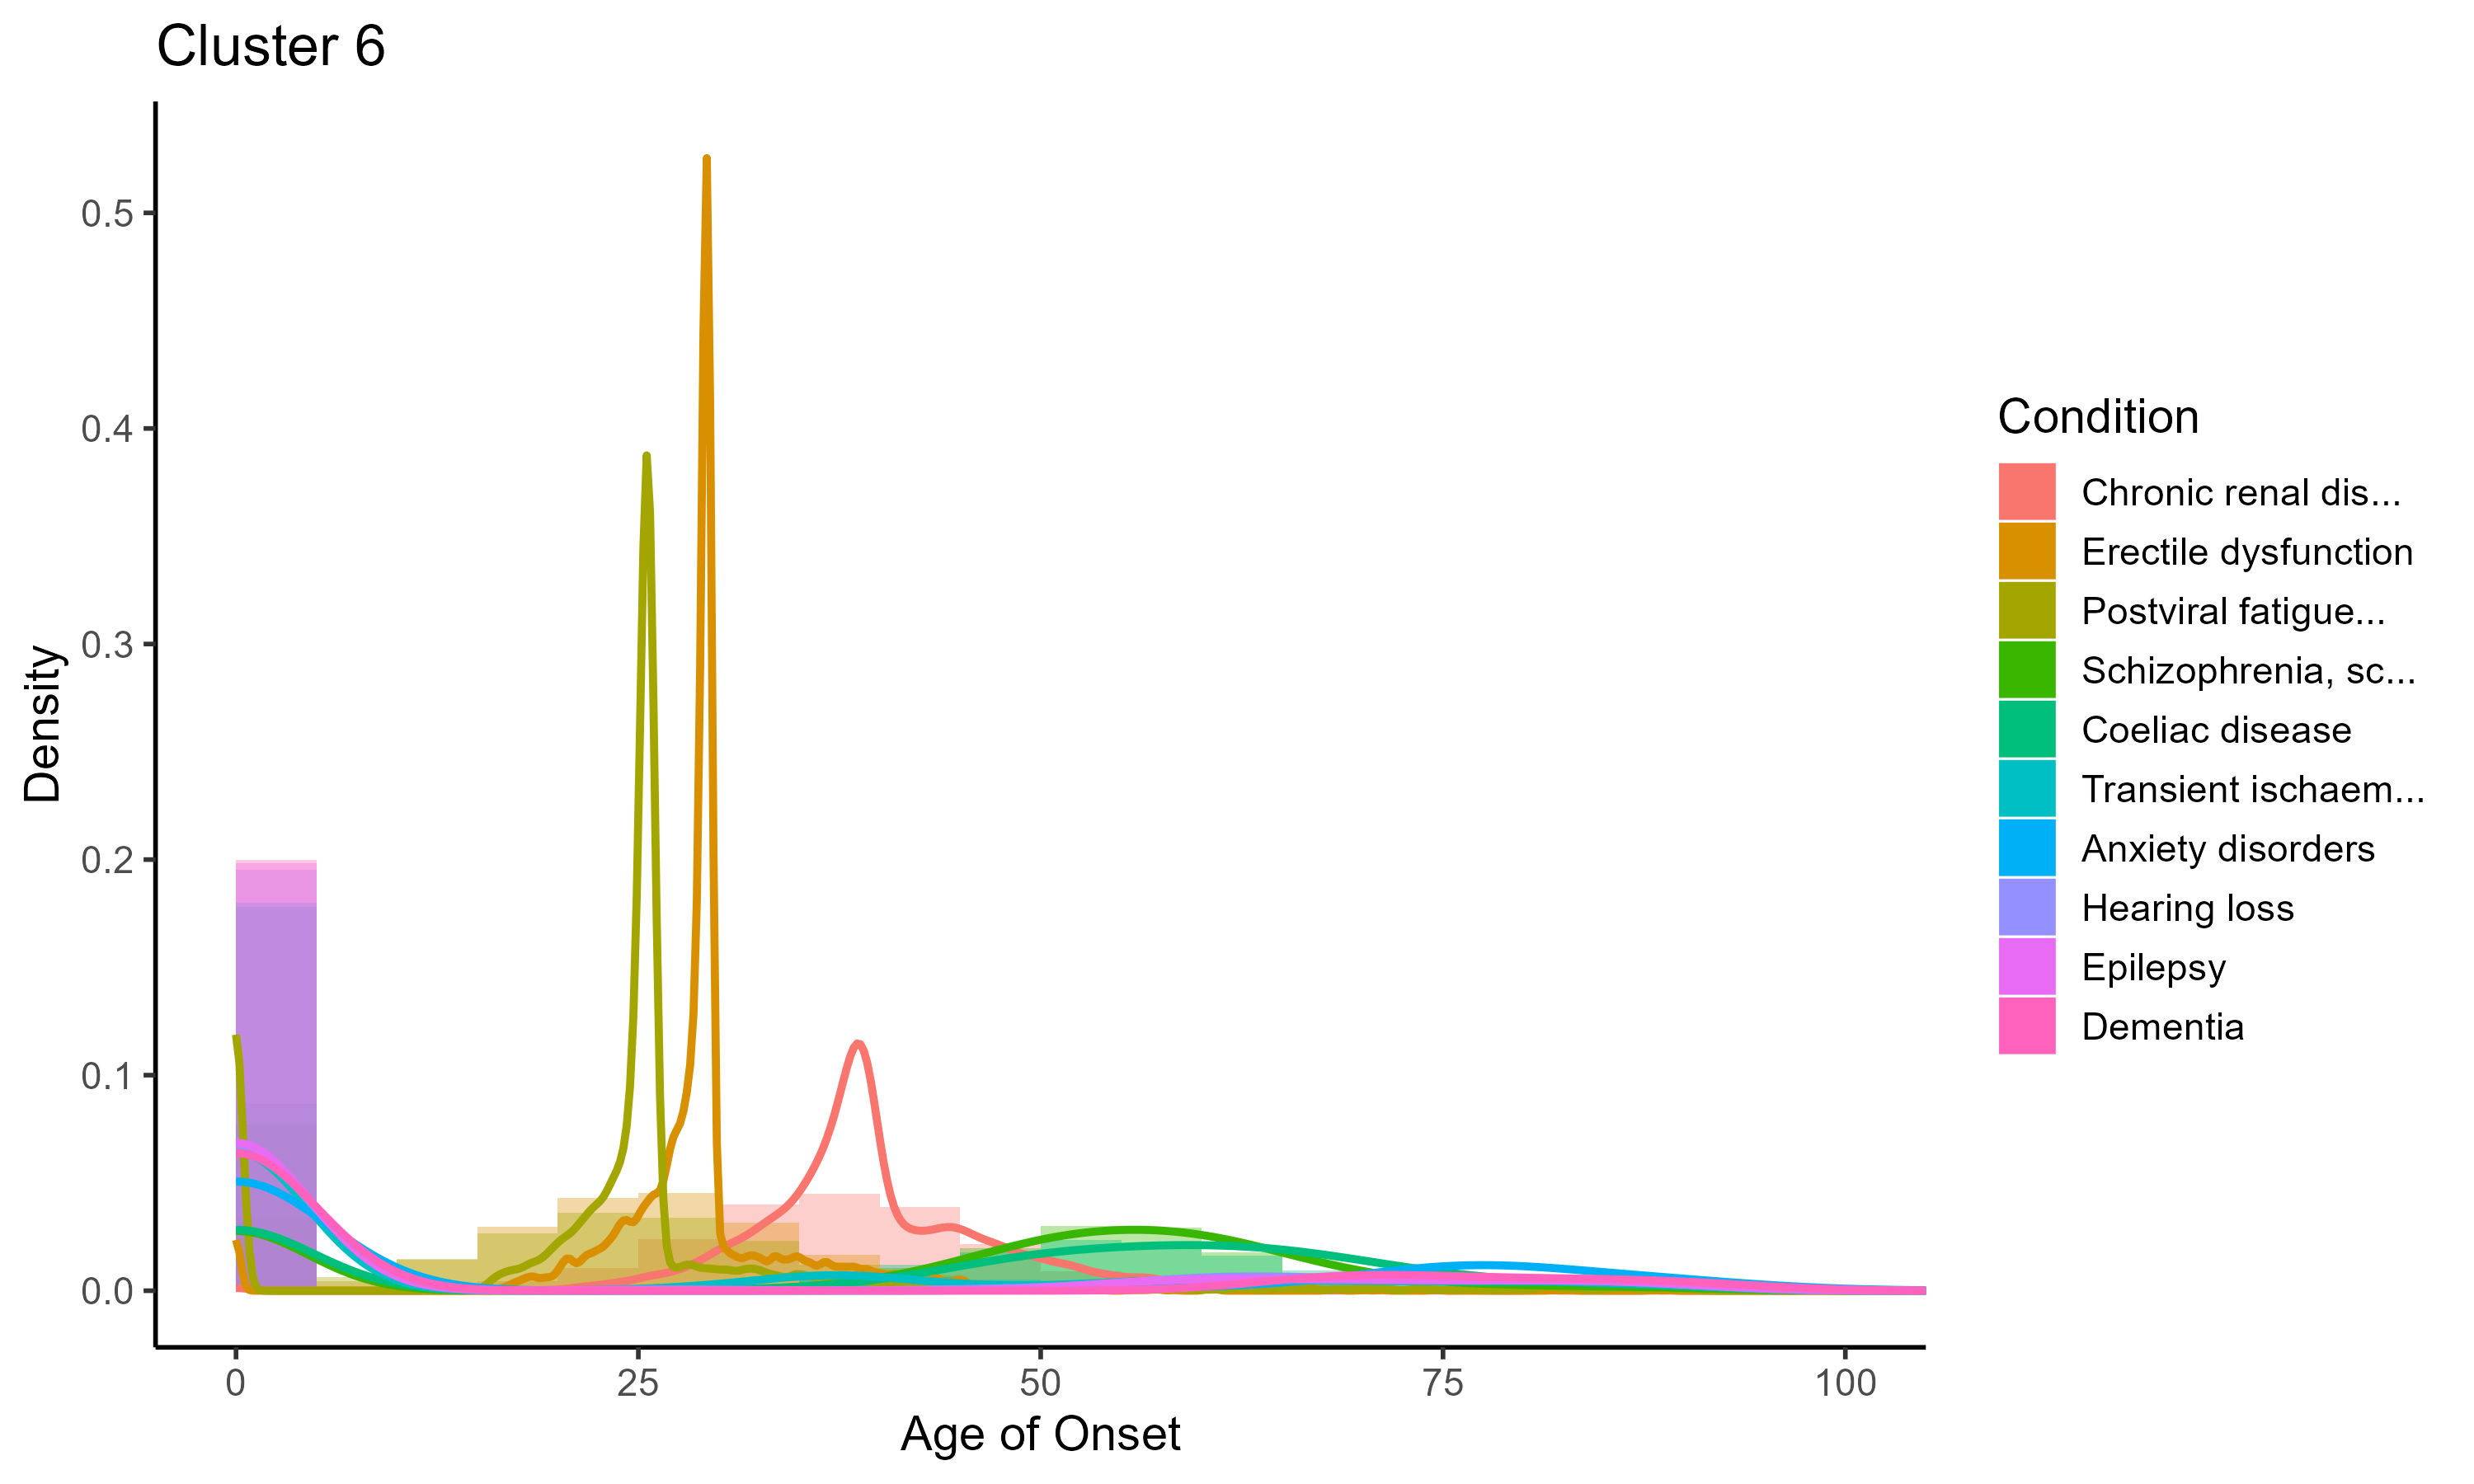 Cluster 6
0.5
0.4
0.3
0.2
0.1
0.0
Density
0
25
50
75
100
Age of Onset
Condition
Chronic renal dis...
Erectile dysfunction
Postviral fatigue...
Schizophrenia, sc...
Coeliac disease
Transient ischaem...
Anxiety disorders
Hearing loss
Epilepsy
Dementia